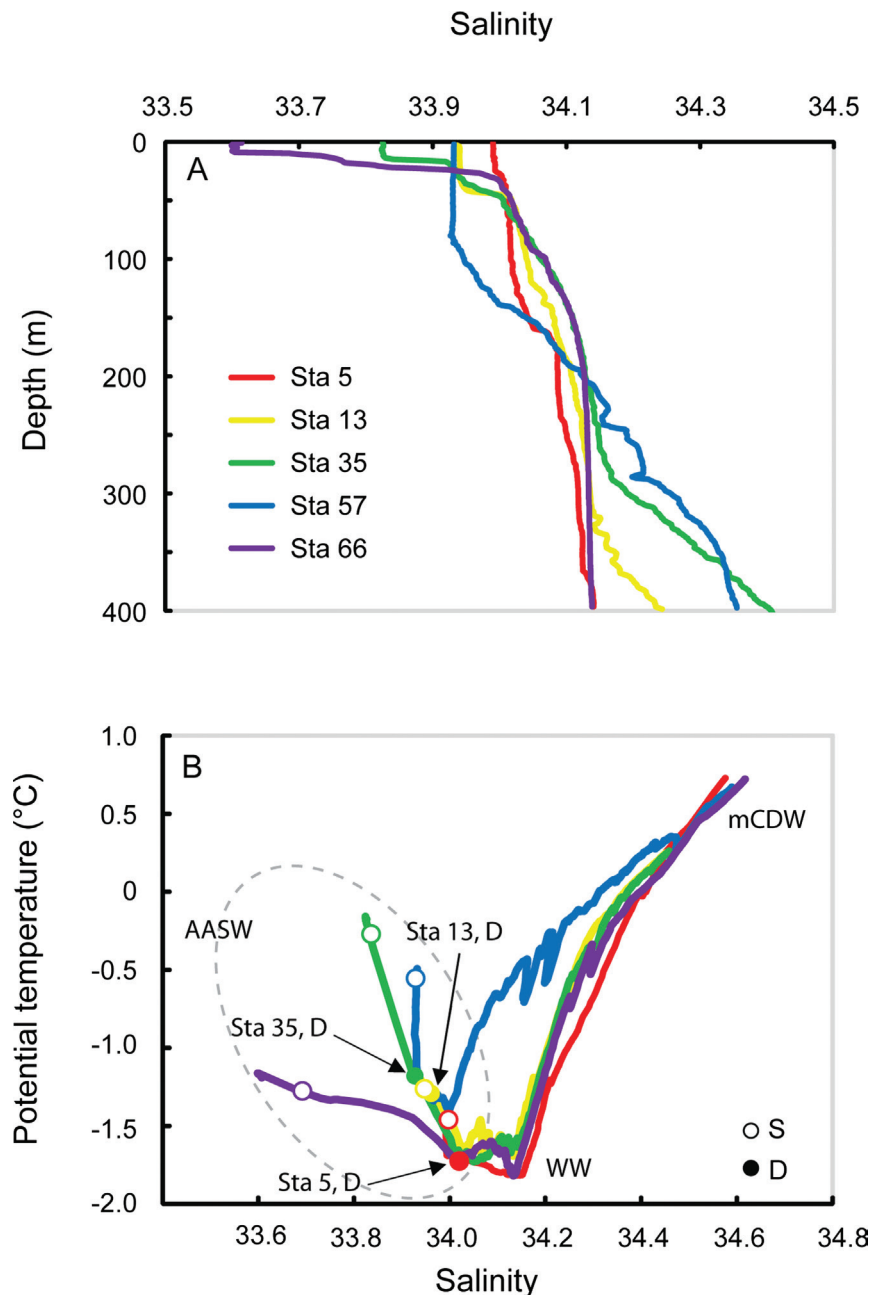 Salinity
33.5 33.7 33.9 34.1 34.3 34.5
A
0
100
200
300
400
Depth (m)
Sta 5
Sta 13
Sta 35
Sta 57
Sta 66
B
1.0
0.5
0
-0.5
-1.0
-1.5
-2.0
Potential temperature (°C)
mCDW
AASW
Sta 13, D
Sta 35, D
Sta 5, D
WW
S
D
33.6 33.8 34.0 34.2 34.4 34.6 34.8
Salinity